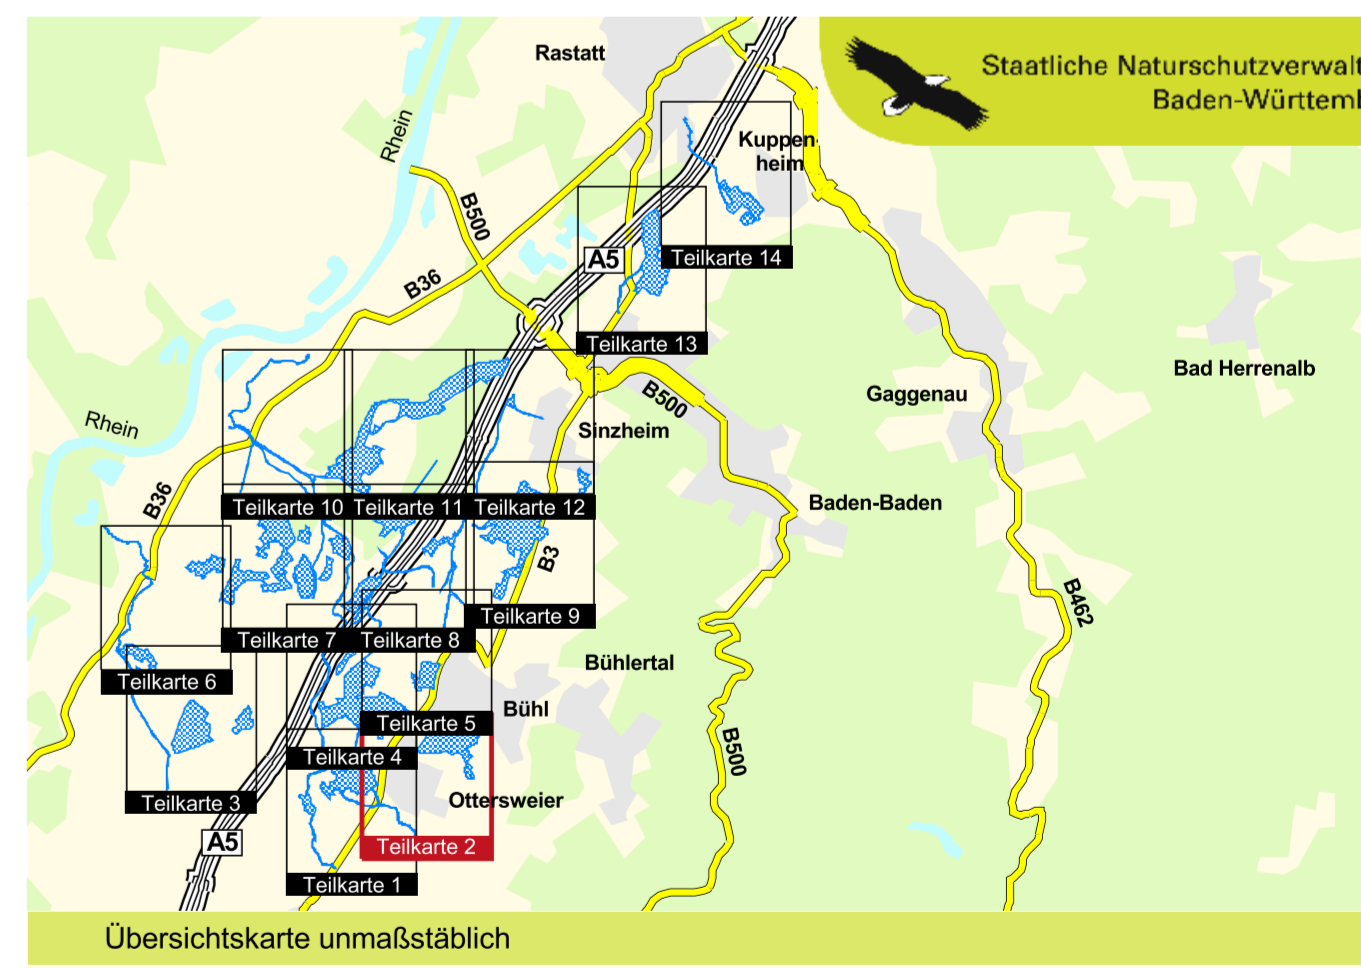 Rastatt
Staatliche Naturschutzverwalt
Baden-Württem
Rhein
Kuppen-
heim
B500
A5
Teilkarte 14
B36
Teilkarte 13
Bad Herrenalb
B500
Gaggenau
Rhein
Sinzheim
B36
Baden-Baden
Teilkarte 10
Teilkarte 11
Teilkarte 12
B3
B462
Teilkarte 9
Teilkarte 7
Teilkarte 8
Bühlertal
Teilkarte 6
Bühl
Teilkarte 5
B500
Teilkarte 4
Teilkarte 3
Ottersweier
A5
Teilkarte 2
Teilkarte 1
Übersichtskarte unmaßstäblich